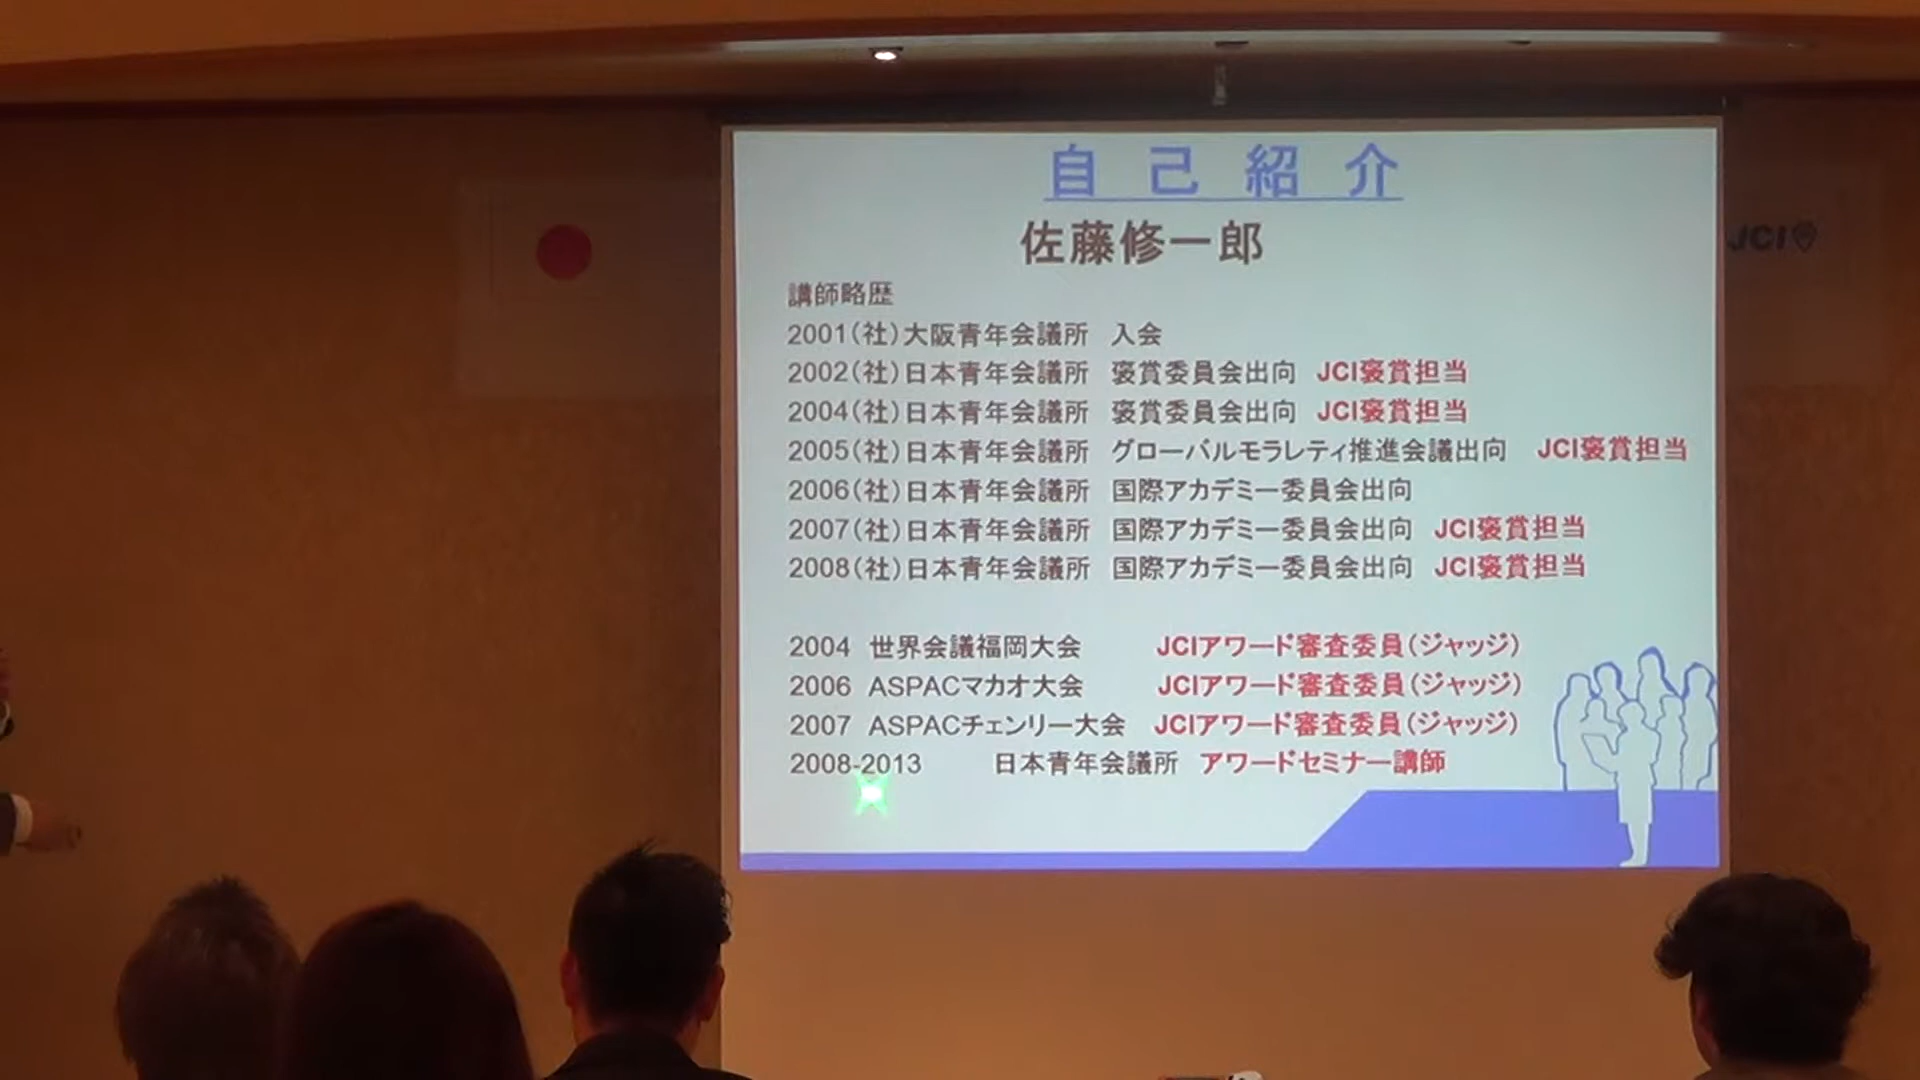 自己紹介
佐藤修一郎
講師略歴
2001(社)大阪青年会議所 入会
2002(社)日本青年会議所 褒賞委員会出向 JCI褒賞担当
2004(社)日本青年会議所 褒賞委員会出向 JCI褒賞担当
2005(社)日本青年会議所 グローバルモラレティ推進会議出向 JCI褒賞担当
2006(社)日本青年会議所 国際アカデミー委員会出向
2007(社)日本青年会議所 国際アカデミー委員会出向 JCI褒賞担当
2008(社)日本青年会議所 国際アカデミー委員会出向 JCI褒賞担当
2004 世界会議福岡大会 JCIアワード審査委員(ジャッジ)
2006 ASPACマカオ大会 JCIアワード審査委員(ジャッジ)
2007 ASPACチェンリー大会 JCIアワード審査委員(ジャッジ)
2008-2013 日本青年会議所 アワードセミナー講師
JCI